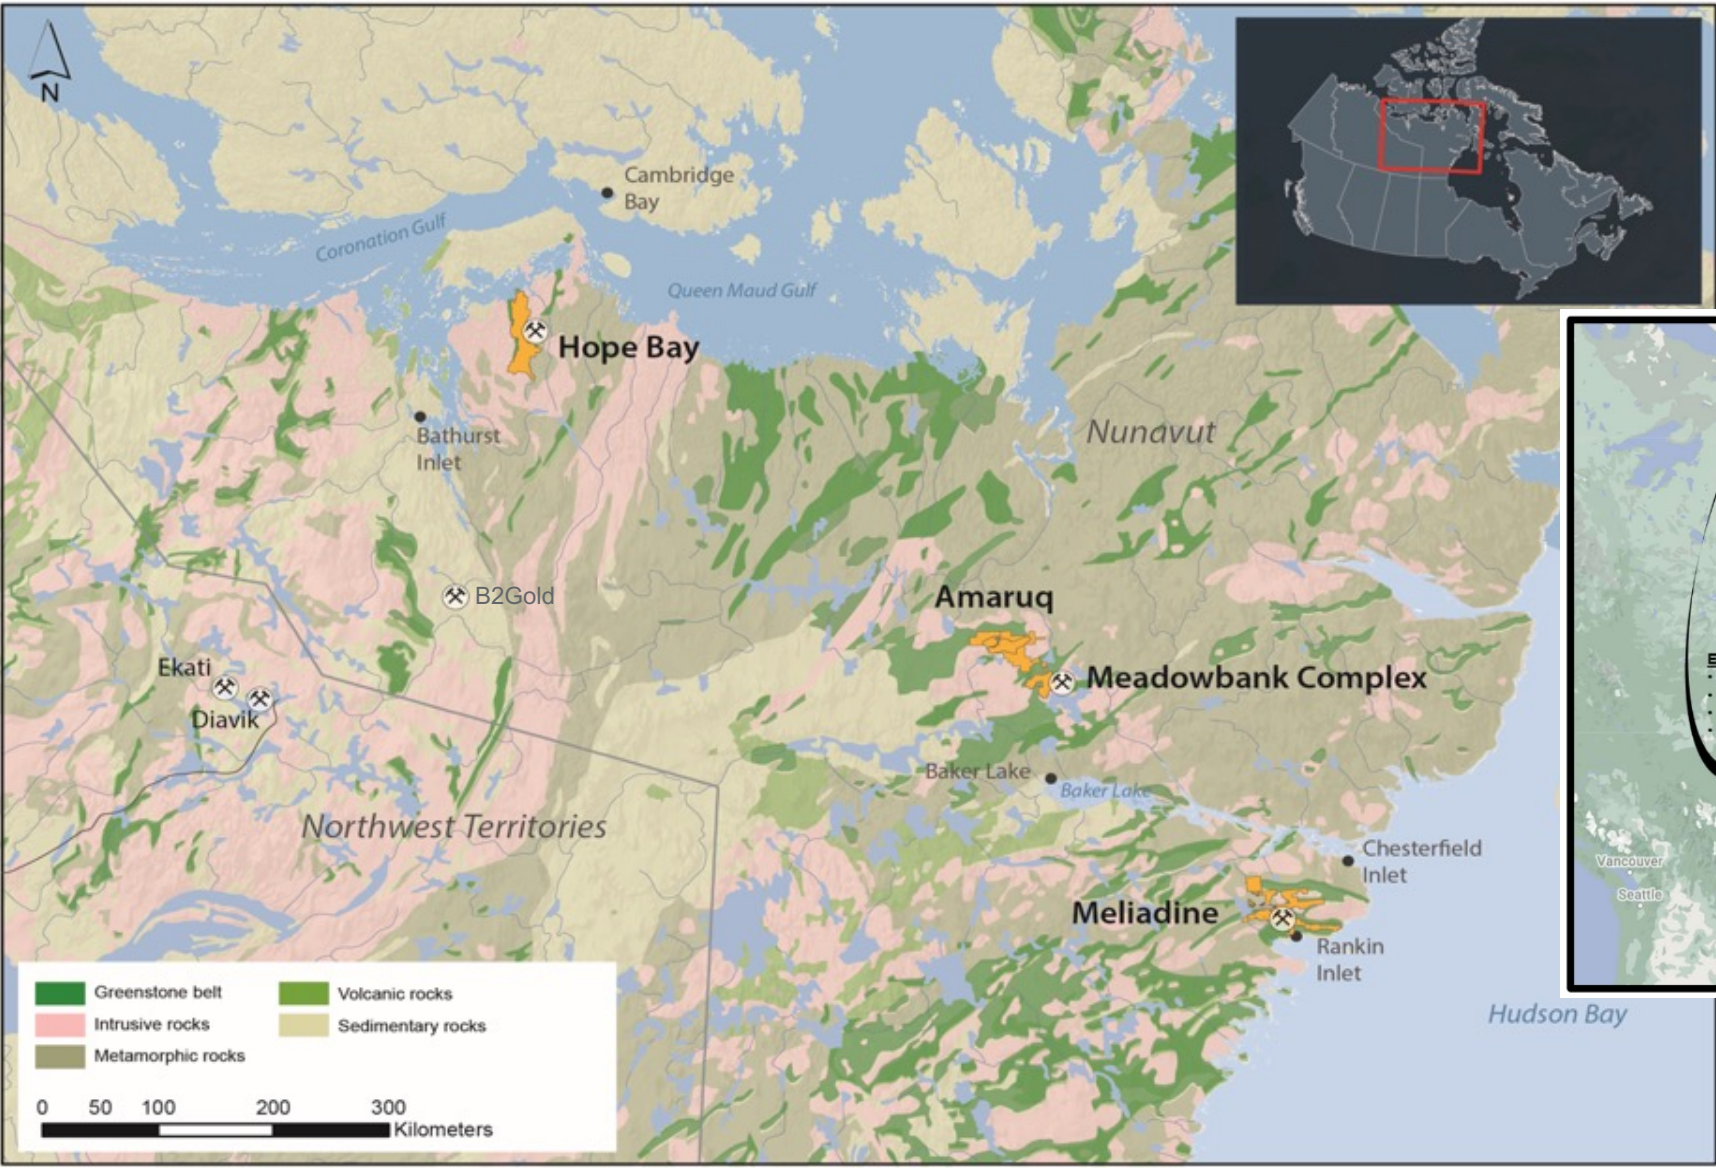 N
Cambridge
Bay
Coronation Gulf
Queen Maud Gulf
Hope Bay
Bathurst
Inlet
Nunavut
B2Gold
Amaruq
Ekati
Diavik
Meadowbank Complex
Baker Lake
Baker Lake
Northwest Territories
Chesterfield
Inlet
Meliadine
Rankin
Inlet
Hudson Bay
Vancouver
Seattle
Greenstone belt
Volcanic rocks
Intrusive rocks
Sedimentary rocks
Metamorphic rocks
0 50 100 200 300
Kilometers